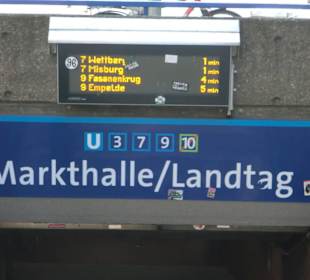 7 Wettbergen 1 min
7 Misburg 1 min
9 Fasanenkrug 4 min
9 Empelde 5 min
U 3 7 9 10
Markthalle/Landtag